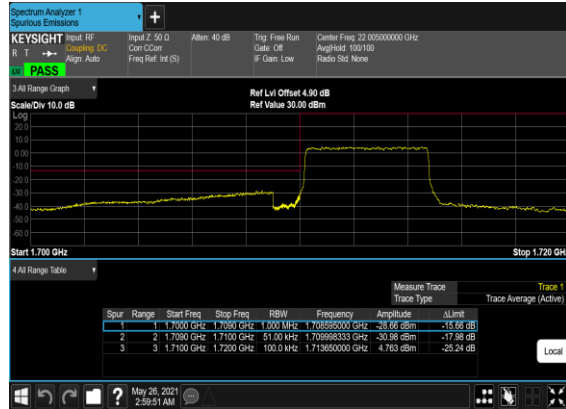 Spectrum Analyzer 1
Spurious Emissions
KEYSIGHT
R T
Input: RF
Coupling: DC
Align: Auto
Input Z: 50 Ω
Corr CCorr
Freq Ref: Int (S)
Atten: 40 dB
Trig: Free Run
Gate: Off
IF Gain: Low
Center Freq: 22.005000000 GHz
Avg|Hold: 100/100
Radio Std: None
PASS
3 All Range Graph
Scale/Div 10.0 dB
Ref Lvl Offset 4.90 dB
Ref Value 30.00 dBm
Log
20.0
10.0
0.00
-10.0
-20.0
-30.0
-40.0
-50.0
-60.0
Start 1.700 GHz
Stop 1.720 GH
4 All Range Table
Measure Trace Trace 1
Trace Type Trace Average (Active)
Spur Range Start Freq Stop Freq RBW Frequency Amplitude ΔLimit
1 1 1.7000 GHz 1.7090 GHz 1.000 MHz 1.708595000 GHz -28.66 dBm -15.66 dB
2 2 1.7090 GHz 1.7100 GHz 51.00 kHz 1.709998333 GHz -30.98 dBm -17.98 dB
3 3 1.7100 GHz 1.7200 GHz 100.0 kHz 1.713650000 GHz 4.763 dBm -25.24 dB
Local
?
May 26, 2021
2:59:51 AM